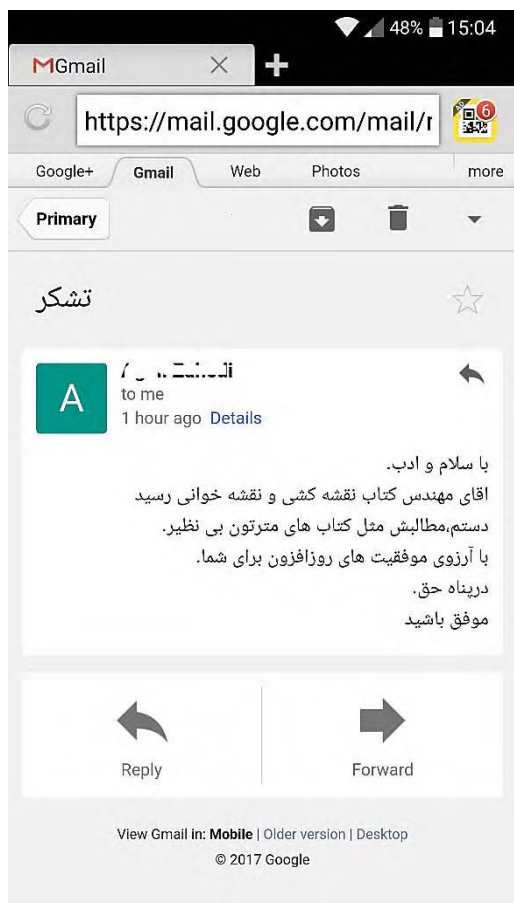 48% 15:04
MGmail
https://mail.google.com/mail/r
AD 6
Google+ Gmail Web Photos more
Primary
تشکر
A
to me
1 hour ago Details
با سلام و ادب.
اقای مهندس کتاب نقشه کشی و نقشه خوانی رسید
دستم،مطالبش مثل کتاب های مترتون بی نظیر.
با آرزوی موفقیت های روزافزون برای شما.
درپناه حق.
موفق باشید
Reply Forward
View Gmail in: Mobile | Older version | Desktop
© 2017 Google